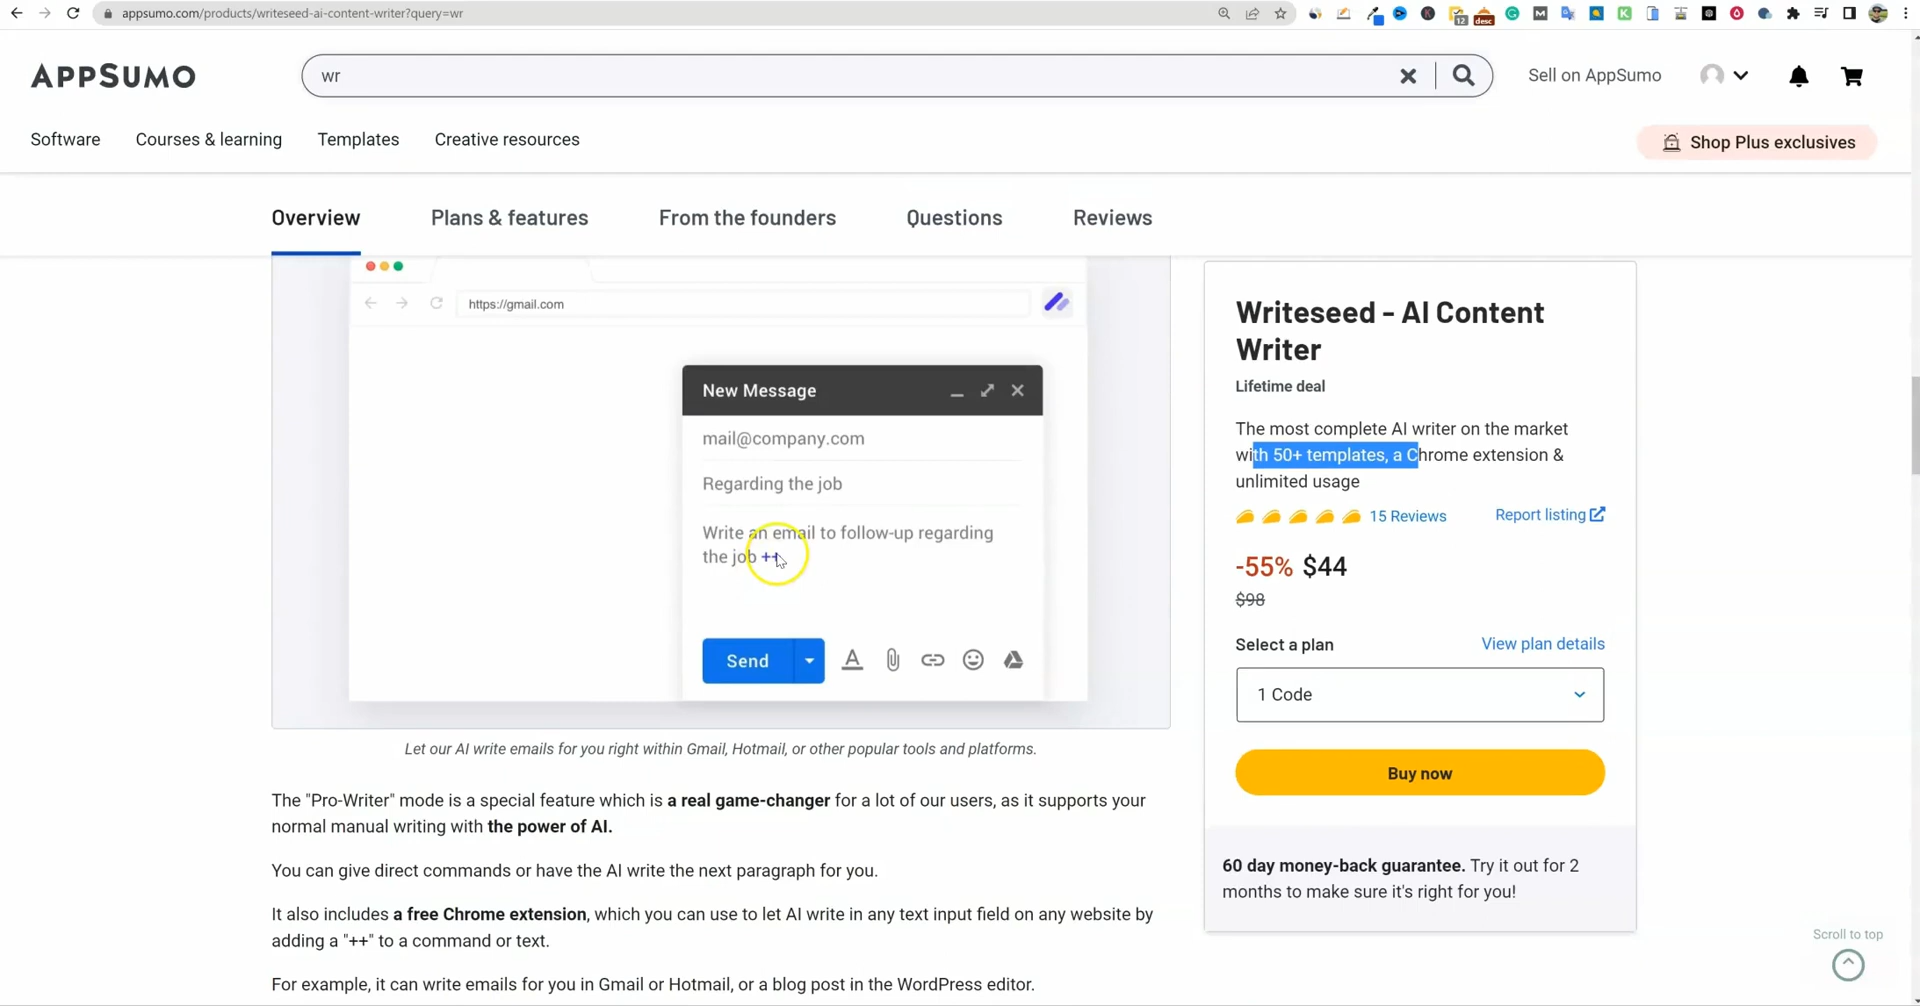 appsumo.com/products/writeseed-ai-content-writer?query=wr
12
desc
APPSUMO
wr
Sell on AppSumo
Software
Courses & learning
Templates
Creative resources
Shop Plus exclusives
Overview
Plans & features
From the founders
Questions
Reviews
https://gmail.com
New Message
mail@company.com
Regarding the job
Write an email to follow-up regarding
the job ++
Send
Let our AI write emails for you right within Gmail, Hotmail, or other popular tools and platforms.
The "Pro-Writer" mode is a special feature which is a real game-changer for a lot of our users, as it supports your
normal manual writing with the power of AI.
You can give direct commands or have the AI write the next paragraph for you.
It also includes a free Chrome extension, which you can use to let AI write in any text input field on any website by
adding a "++" to a command or text.
For example, it can write emails for you in Gmail or Hotmail, or a blog post in the WordPress editor.
Writeseed - AI Content
Writer
Lifetime deal
The most complete AI writer on the market
with 50+ templates, a Chrome extension &
unlimited usage
15 Reviews
Report listing
-55% $44
$98
Select a plan
View plan details
1 Code
Buy now
60 day money-back guarantee. Try it out for 2
months to make sure it's right for you!
Scroll to top